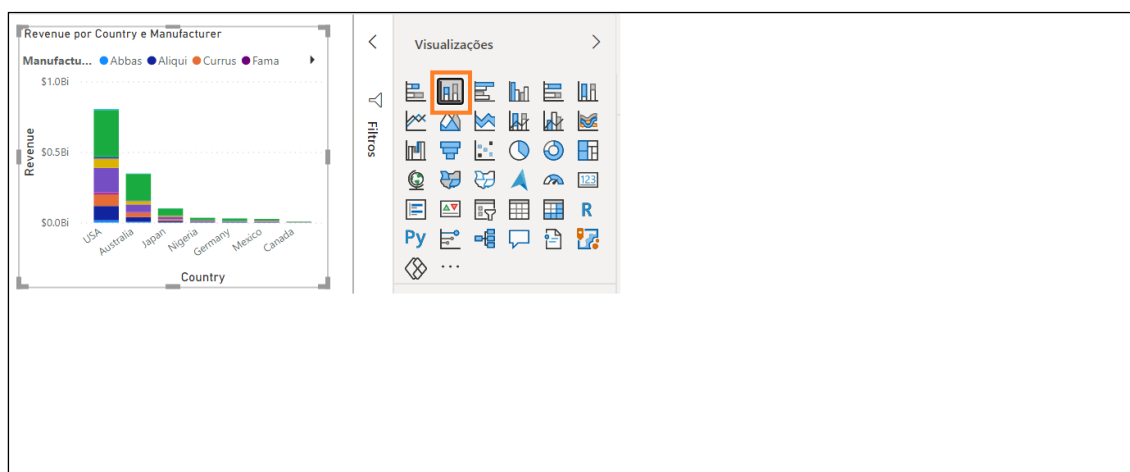 Revenue por Country e Manufacturer
Manufactu... Abbas Aliqui Currus Fama
$1.0Bi
$0.5Bi
$0.0Bi
Revenue
USA Australia Japan Nigeria Germany Mexico Canada
Country
Filtros
Visualizações
123
R
Py
...